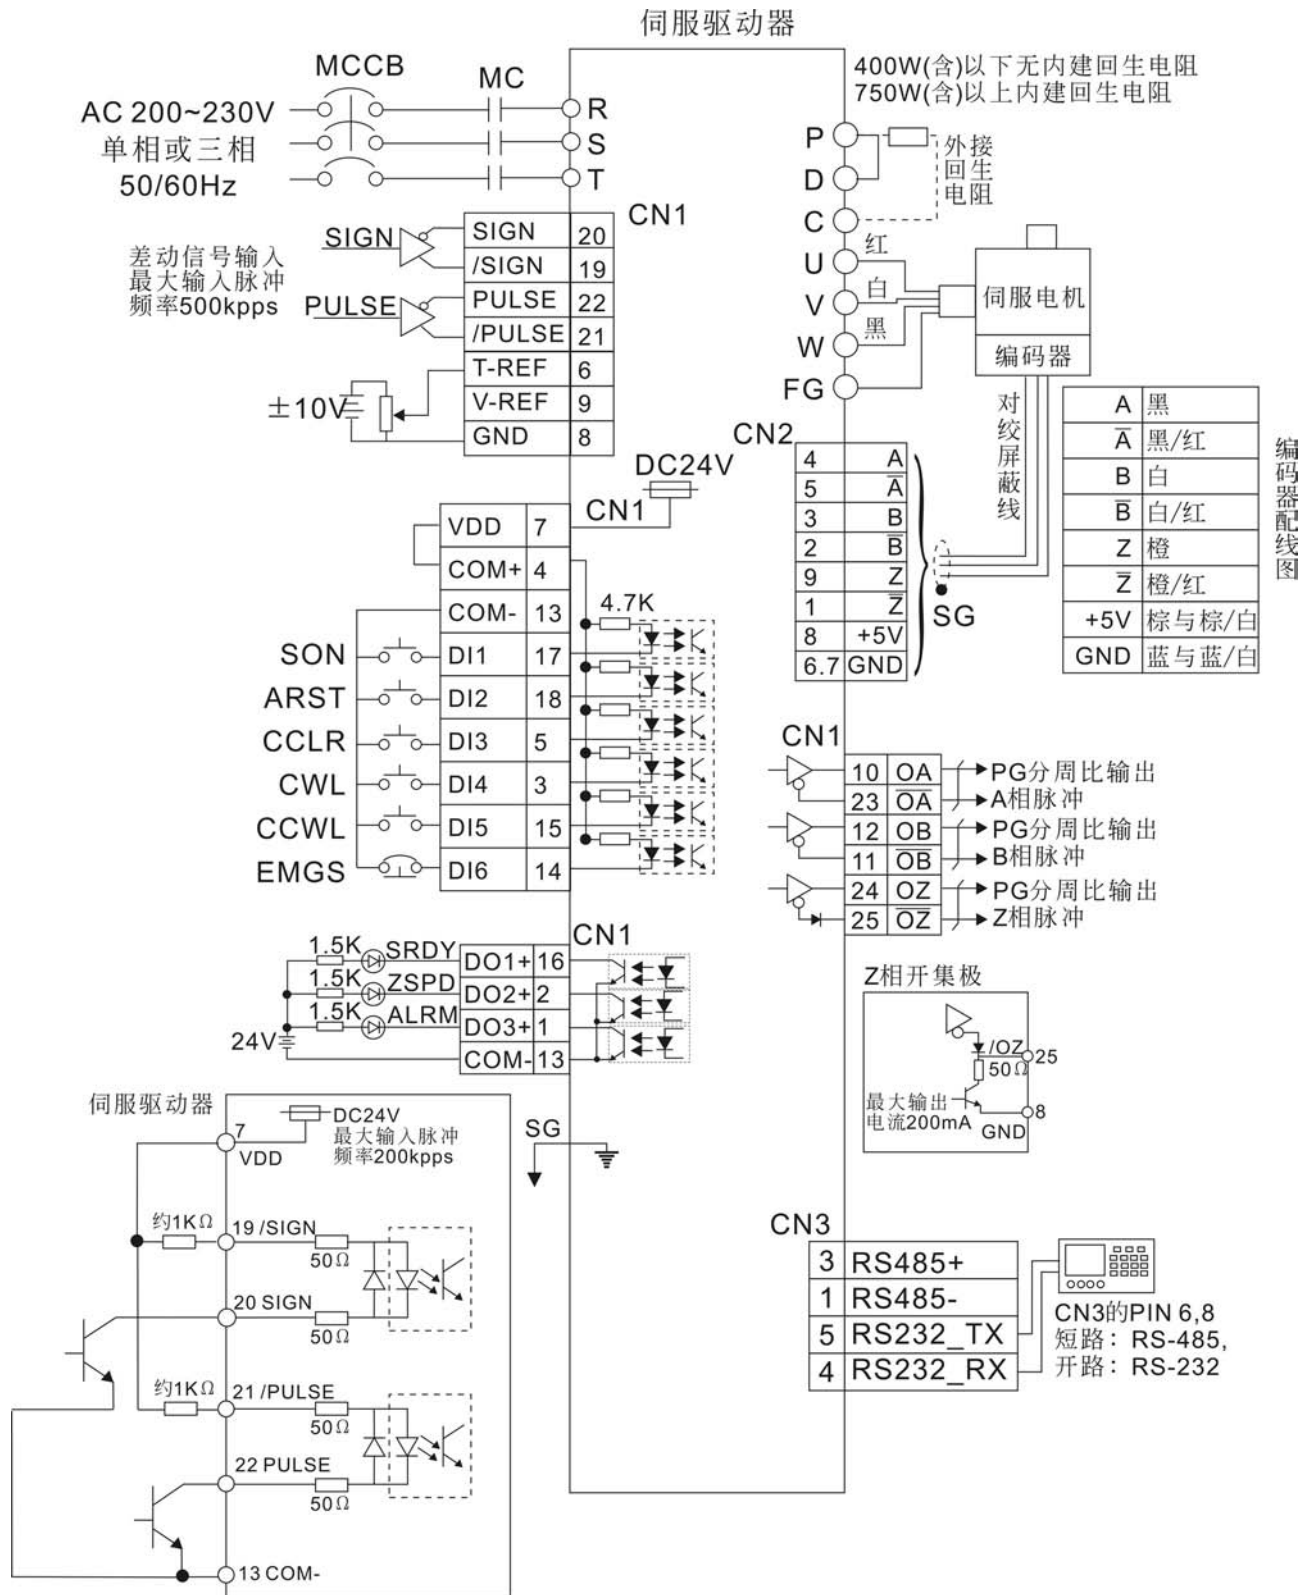 伺服驱动器
MCCB
MC
AC 200~230V
单相或三相
50/60Hz
R
S
T
400W(含)以下无内建回生电阻
750W(含)以上内建回生电阻
P
D
C
外接
回生
电阻
U 红
V 白
W 黑
FG
伺服电机
编码器
对绞屏蔽线
CN1
差动信号输入
最大输入脉冲
频率500kpps
SIGN
PULSE
SIGN 20
/SIGN 19
PULSE 22
/PULSE 21
T-REF 6
V-REF 9
GND 8
±10V
CN2
4 A
5 A̅
3 B
2 B̅
9 Z
1 Z̅
8 +5V
6.7 GND
SG
A 黑
A̅ 黑/红
B 白
B̅ 白/红
Z 橙
Z̅ 橙/红
+5V 棕与棕/白
GND 蓝与蓝/白
编码器配线图
DC24V
CN1
VDD 7
COM+ 4
COM- 13
4.7K
SON DI1 17
ARST DI2 18
CCLR DI3 5
CWL DI4 3
CCWL DI5 15
EMGS DI6 14
CN1
10 OA PG分周比输出
23 O̅A̅ A相脉冲
12 OB PG分周比输出
11 O̅B̅ B相脉冲
24 OZ PG分周比输出
25 O̅Z̅ Z相脉冲
CN1
1.5K SRDY DO1+ 16
1.5K ZSPD DO2+ 2
1.5K ALRM DO3+ 1
24V COM- 13
Z相开集极
/OZ 25
50Ω
最大输出
电流200mA
8
GND
SG
伺服驱动器
7
VDD
DC24V
最大输入脉冲
频率200kpps
约1KΩ 19 /SIGN
50Ω
20 SIGN
50Ω
约1KΩ 21 /PULSE
50Ω
22 PULSE
50Ω
13 COM-
CN3
3 RS485+
1 RS485-
5 RS232_TX
4 RS232_RX
CN3的PIN 6,8
短路：RS-485,
开路：RS-232